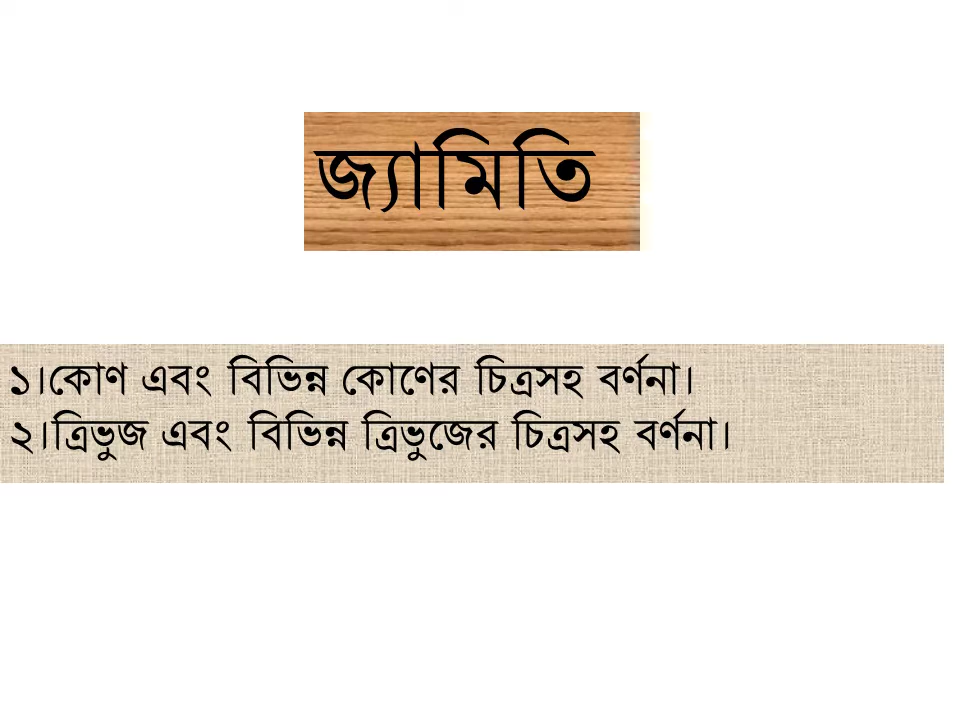 জ্যামিতি
১।কোণ এবং বিভিন্ন কোণের চিত্রসহ বর্ণনা।
২।ত্রিভুজ এবং বিভিন্ন ত্রিভুজের চিত্রসহ বর্ণনা।